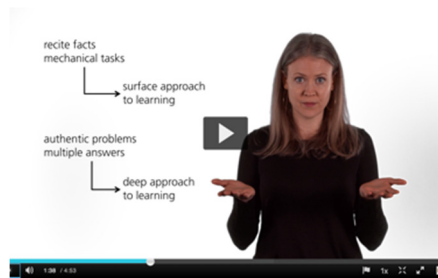 recite facts
mechanical tasks
surface approach
to learning
authentic problems
multiple answers
deep approach
to learning
1:38 / 4:53
1x